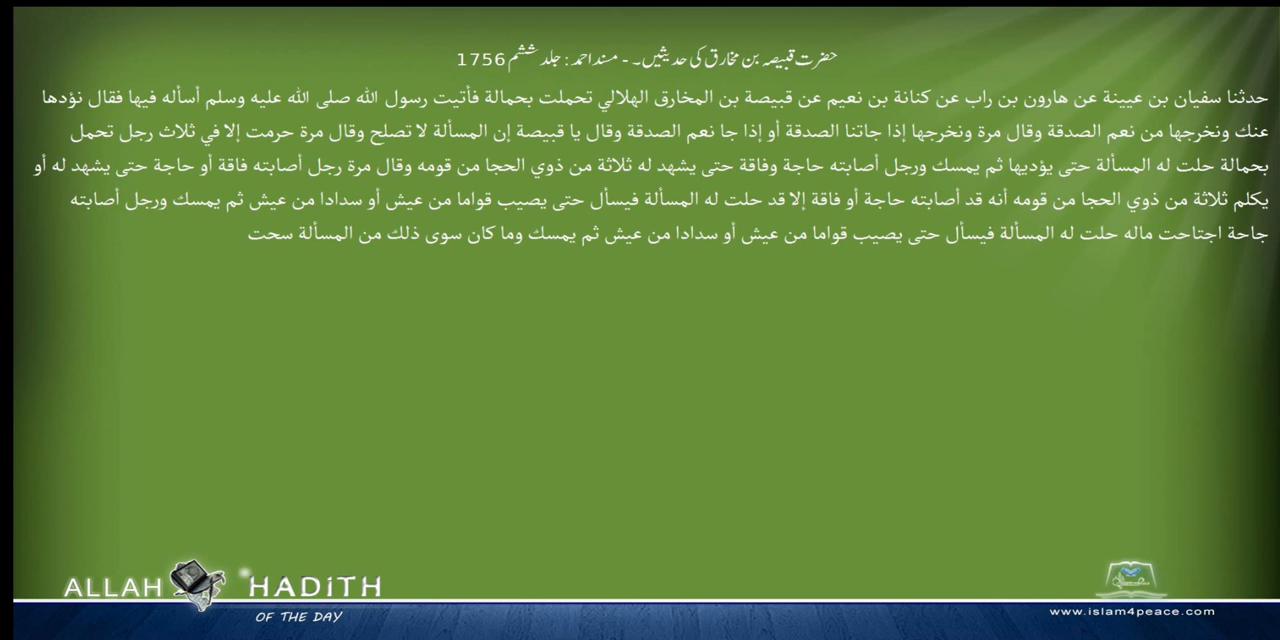 حضرت قبیصہ بن مخارق کی حدیثیں۔ - مسند احمد : جلد ششم 1756
حدثنا سفيان بن عيينة عن هارون بن راب عن كنانة بن نعيم عن قبيصة بن المخارق الهلالي تحملت بحمالة فأتيت رسول الله صلى الله عليه وسلم أسأله فيها فقال نؤدها
عنك ونخرجها من نعم الصدقة وقال مرة ونخرجها إذا جاتنا الصدقة أو إذا جا نعم الصدقة وقال يا قبيصة إن المسألة لا تصلح وقال مرة حرمت إلا في ثلاث رجل تحمل
بحمالة حلت له المسألة حتى يؤديها ثم يمسك ورجل أصابته حاجة وفاقة حتى يشهد له ثلاثة من ذوي الحجا من قومه وقال مرة رجل أصابته فاقة أو حاجة حتى يشهد له أو
يكلم ثلاثة من ذوي الحجا من قومه أنه قد أصابته حاجة أو فاقة إلا قد حلت له المسألة فيسأل حتى يصيب قواما من عيش أو سدادا من عيش ثم يمسك ورجل أصابته
جاحة اجتاحت ماله حلت له المسألة فيسأل حتى يصيب قواما من عيش أو سدادا من عيش ثم يمسك وما كان سوى ذلك من المسألة سحت
ALLAH HADITH
OF THE DAY
www.islam4peace.com